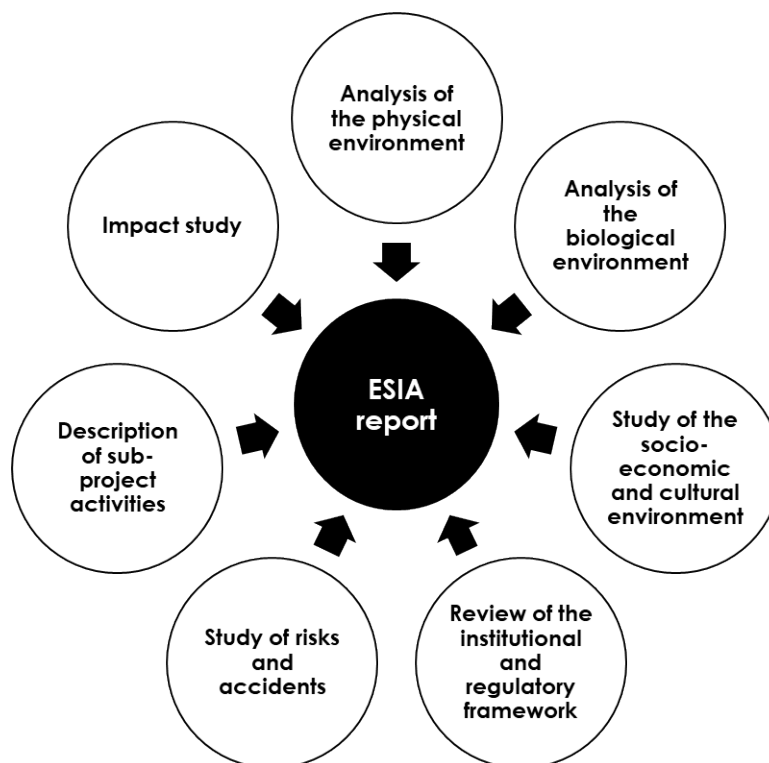 Analysis of
the physical
environment
Analysis of
the
biological
environment
Study of the
socio-
economic
and cultural
environment
Review of the
institutional
and
regulatory
framework
Study of risks
and
accidents
Description
of sub-
project
activities
Impact study
ESIA
report